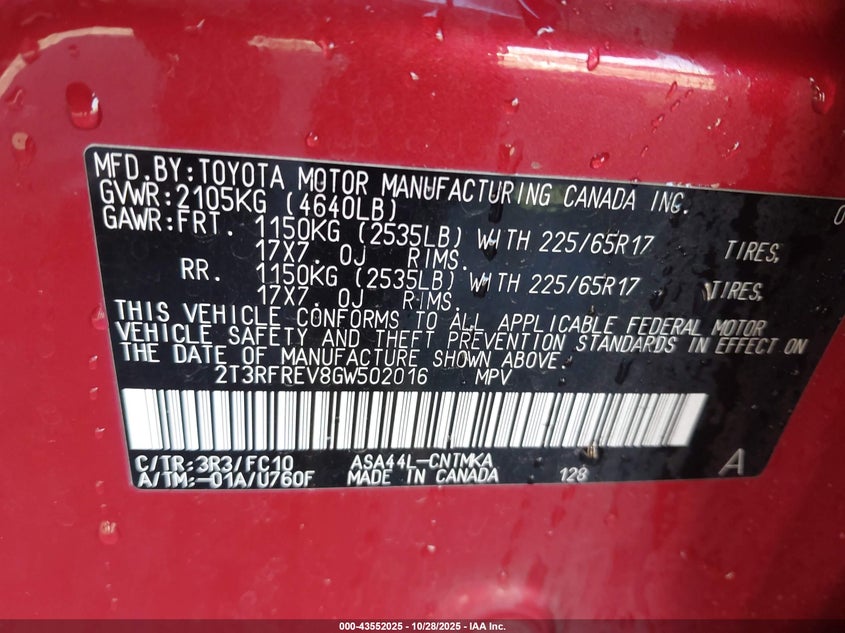 MFD.BY:TOYOTA MOTOR MANUFACTURING CANADA INC.
GVWR:2105KG (4640LB)
GAWR:FRT. 1150KG (2535LB) WITH 225/65R17 TIRES,
17X7.0J RIMS.
RR. 1150KG (2535LB) WITH 225/65R17 TIRES,
17X7.0J RIMS.
THIS VEHICLE CONFORMS TO ALL APPLICABLE FEDERAL MOTOR
VEHICLE SAFETY AND THEFT PREVENTION STANDARDS IN EFFECT ON
THE DATE OF MANUFACTURE SHOWN ABOVE.
2T3RFREV8GW502016 MPV
C/TR:3R3/FC10 ASA44L-CNTMKA
A/TM:-01A/U760F MADE IN CANADA 128 A
000-43552025 | 10/28/2025 | IAA Inc.